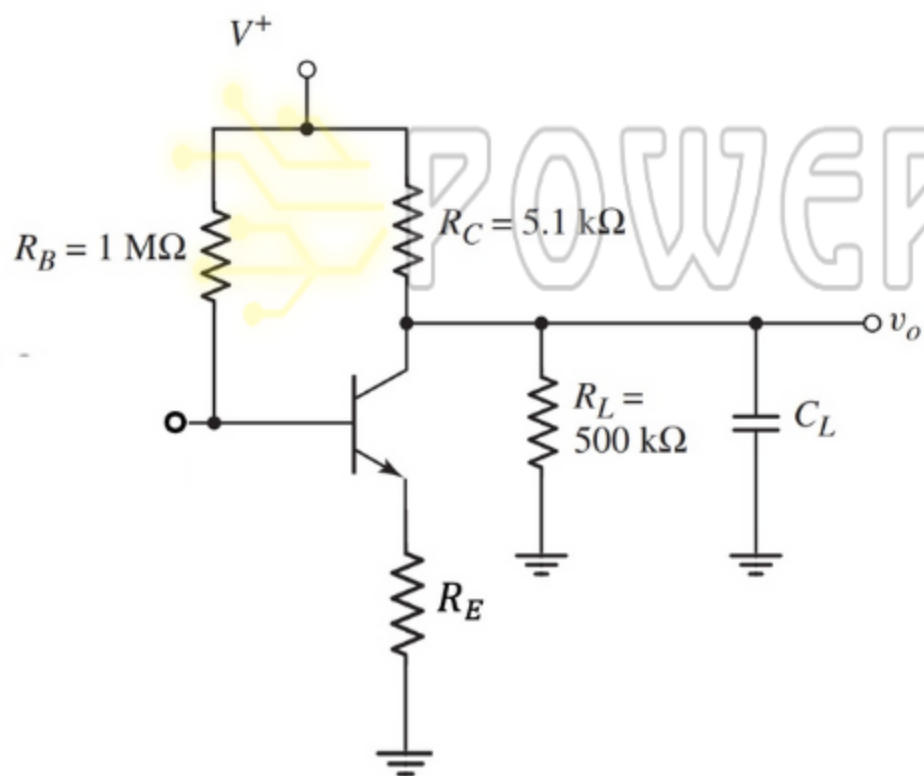 V⁺
POWER
R_B = 1 MΩ
R_C = 5.1 kΩ
v_o
R_L =
500 kΩ
C_L
R_E